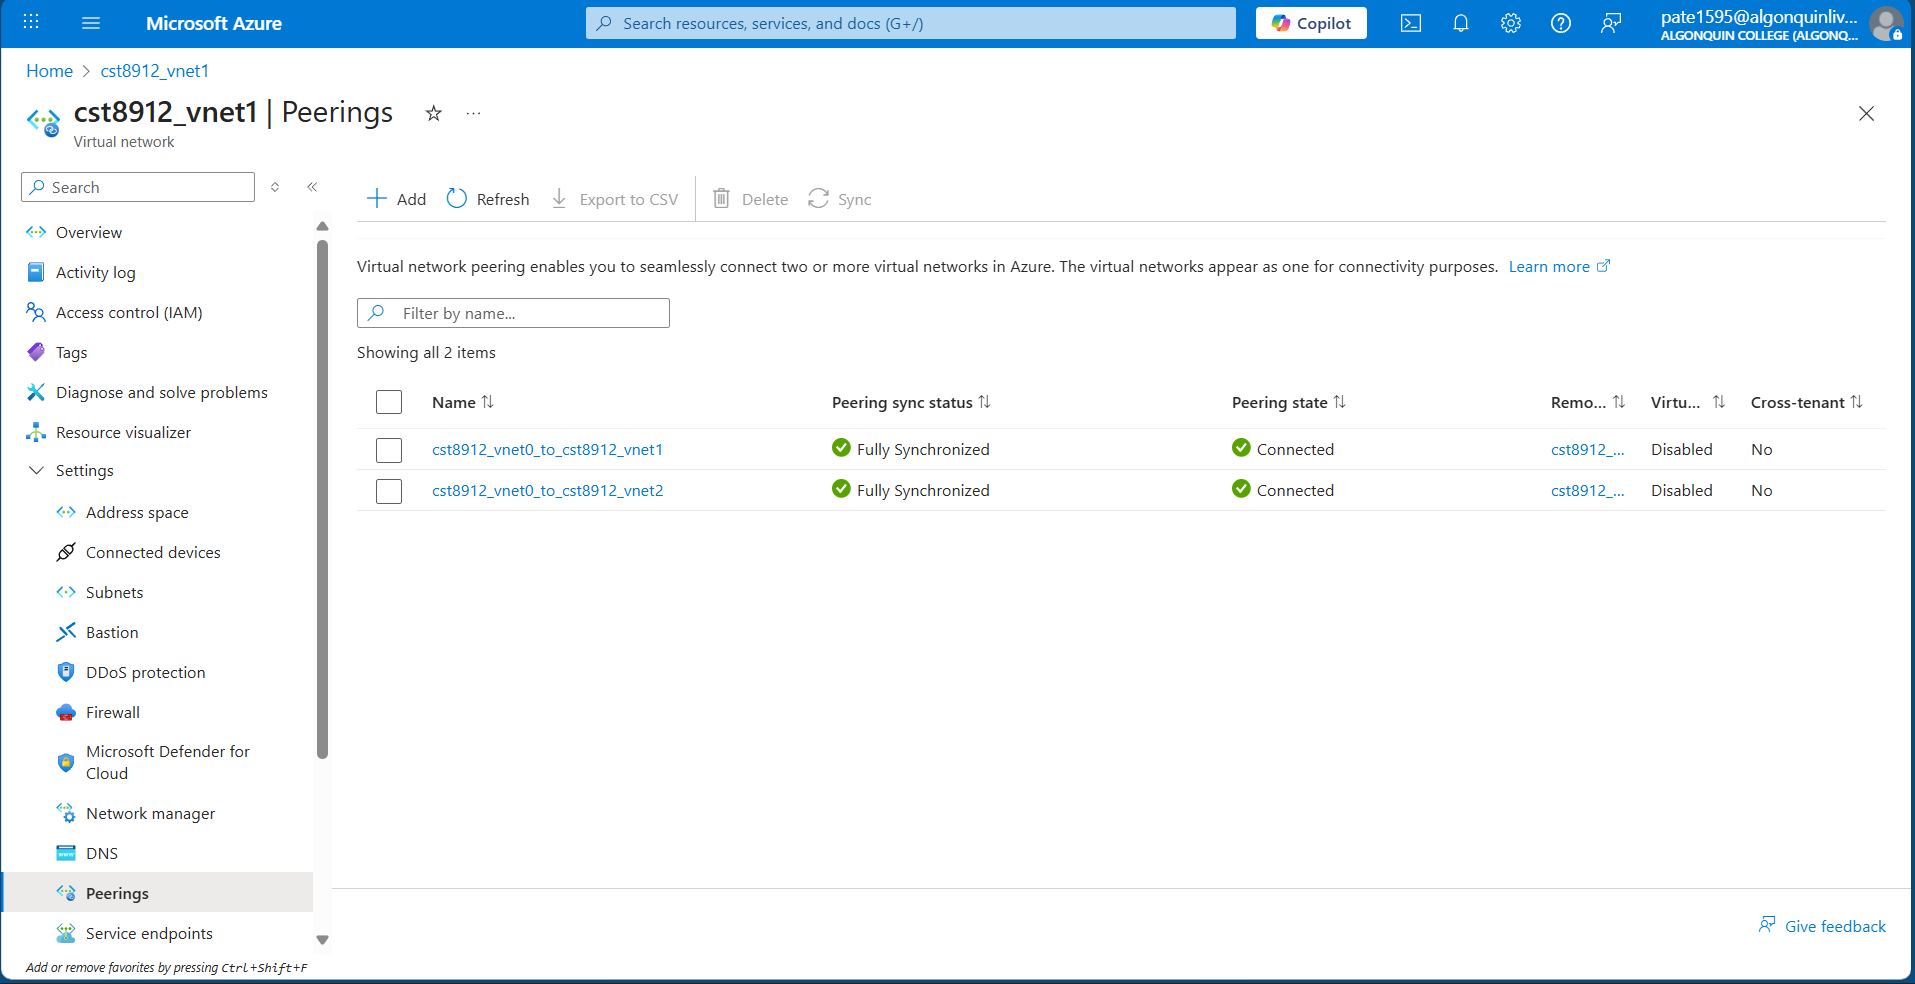 Microsoft Azure
Search resources, services, and docs (G+/)
Copilot
pate1595@algonquinliv...
ALGONQUIN COLLEGE (ALGONQ...
Home > cst8912_vnet1
cst8912_vnet1 | Peerings
Virtual network
Search
Add
Refresh
Export to CSV
Delete
Sync
Overview
Activity log
Access control (IAM)
Tags
Diagnose and solve problems
Resource visualizer
Settings
Address space
Connected devices
Subnets
Bastion
DDoS protection
Firewall
Microsoft Defender for
Cloud
Network manager
DNS
Peerings
Service endpoints
Add or remove favorites by pressing Ctrl+Shift+F
Virtual network peering enables you to seamlessly connect two or more virtual networks in Azure. The virtual networks appear as one for connectivity purposes. Learn more
Filter by name...
Showing all 2 items
Name Peering sync status Peering state Remo... Virtu... Cross-tenant
cst8912_vnet0_to_cst8912_vnet1 Fully Synchronized Connected cst8912_... Disabled No
cst8912_vnet0_to_cst8912_vnet2 Fully Synchronized Connected cst8912_... Disabled No
Give feedback